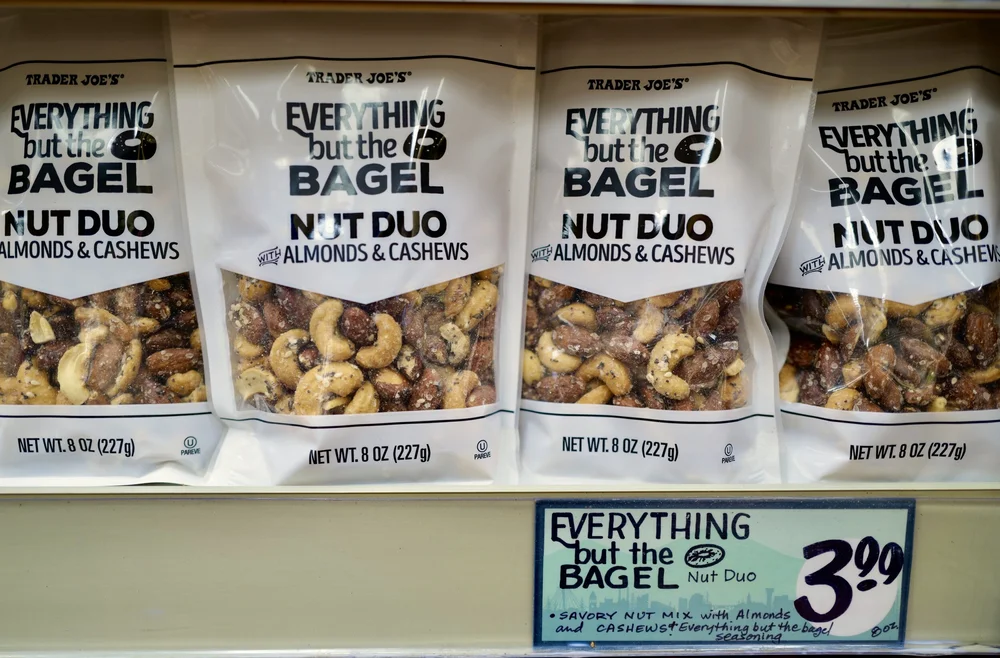 TRADER JOE'S®
EVERYTHING
but the
BAGEL
NUT DUO
ALMONDS & CASHEWS
NET WT. 8 OZ (227g)
U
PAREVE
TRADER JOE'S®
EVERYTHING
but the
BAGEL
NUT DUO
WITH ALMONDS & CASHEWS
NET WT. 8 OZ (227g)
U
PAREVE
TRADER JOE'S®
EVERYTHING
but the
BAGEL
NUT DUO
WITH ALMONDS & CASHEWS
NET WT. 8 OZ (227g)
U
PAREVE
TRADER JOE'S®
EVERYTHING
but the
BAGEL
NUT DUO
WITH ALMONDS & CASHEWS
NET WT. 8 OZ (227g)
EVERYTHING
but the
BAGEL Nut Duo
3.99
• SAVORY NUT MIX with Almonds
and CASHEWS + Everything but the bagel
seasoning
8oz